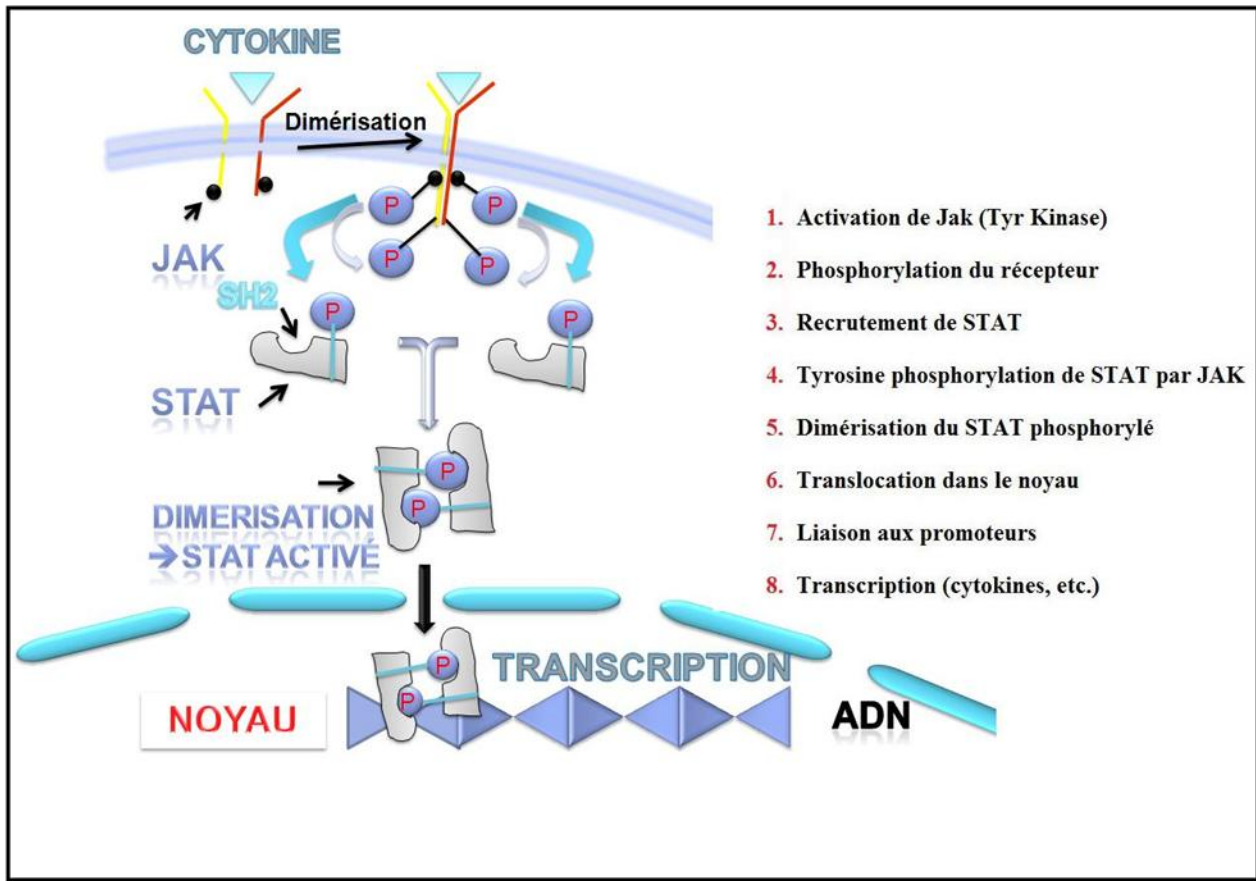 CYTOKINE
Dimérisation
P P
P P
JAK
SH2
P P
STAT
P
P
DIMERISATION
➔STAT ACTIVÉ
P
P
TRANSCRIPTION
NOYAU
ADN
1. Activation de Jak (Tyr Kinase)
2. Phosphorylation du récepteur
3. Recrutement de STAT
4. Tyrosine phosphorylation de STAT par JAK
5. Dimérisation du STAT phosphorylé
6. Translocation dans le noyau
7. Liaison aux promoteurs
8. Transcription (cytokines, etc.)